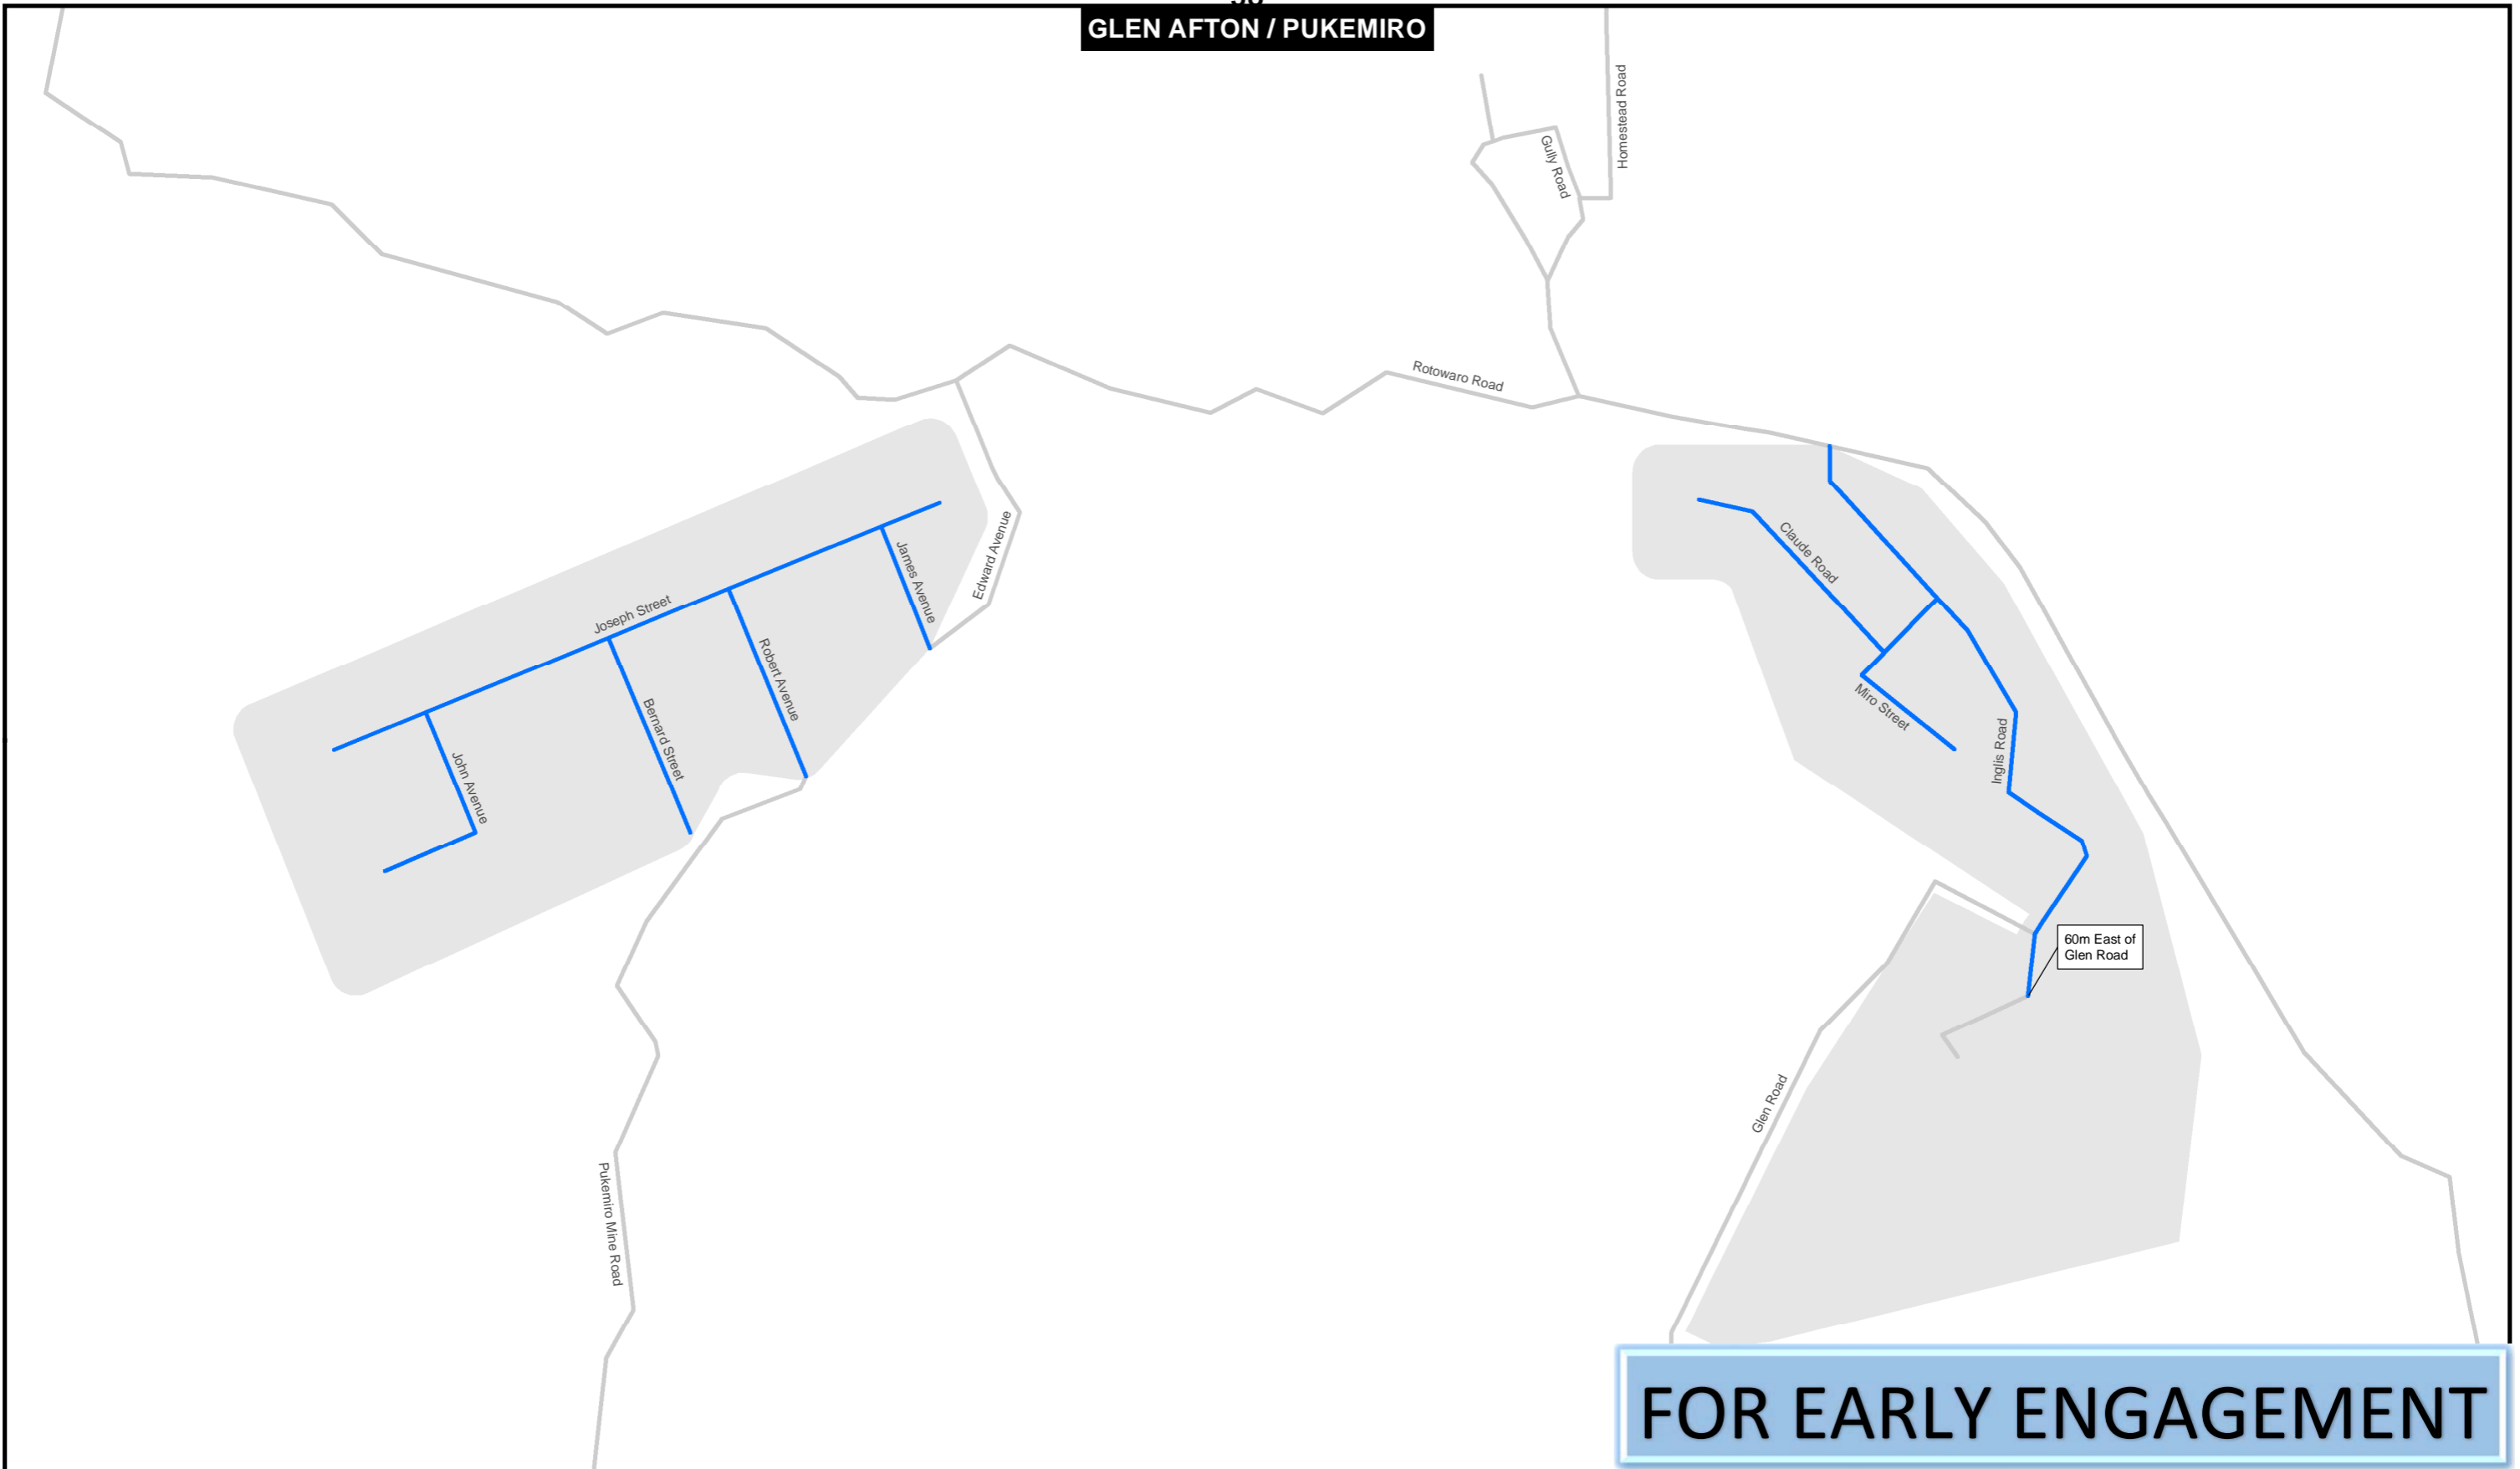 GLEN AFTON / PUKEMIRO
Homestead Road
Gully Road
Rotowaro Road
Edward Avenue
James Avenue
Joseph Street
Robert Avenue
Bernard Street
John Avenue
Claude Road
Miro Street
Inglis Road
60m East of
Glen Road
Glen Road
Pukemiro Mine Road
FOR EARLY ENGAGEMENT